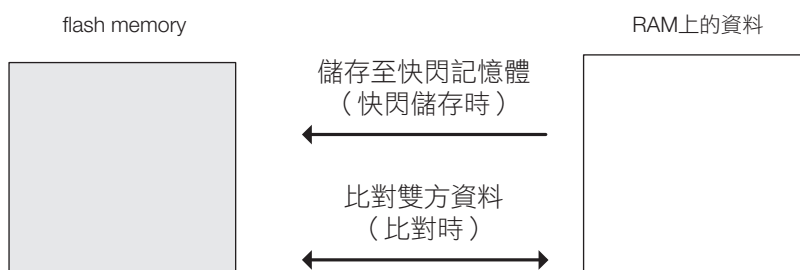 flash memory
RAM上的資料
儲存至快閃記憶體
（快閃儲存時）
比對雙方資料
（比對時）